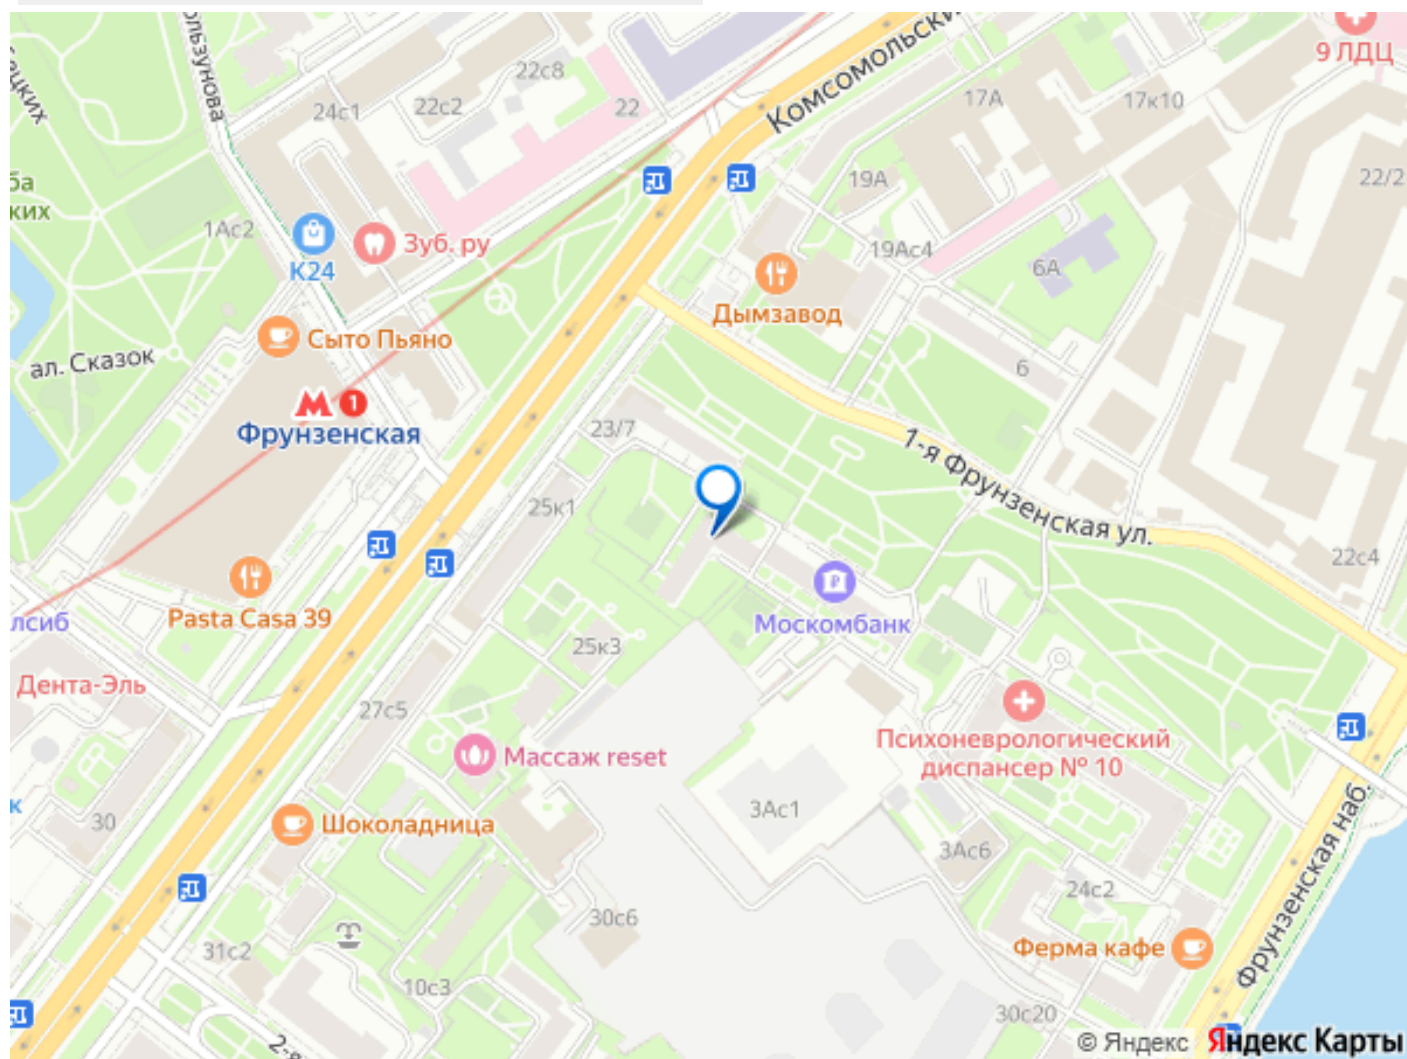 Комсомольский
9 ЛДЦ
22с8
17А
17к10
24с1
22с2
22
22/2
19А
1Ас2
Зуб. ру
19Ас4
К24
6А
Дымзавод
Сыто Пьяно
ал. Сказок
6
1
Фрунзенская
23/7
1-я Фрунзенская ул.
25к1
22с4
Pasta Casa 39
Москомбанк
25к3
Дента-Эль
27с5
Психоневрологический
диспансер № 10
Массаж reset
3Ас1
30
Шоколадница
3Ас6
Фрунзенская наб.
24с2
30с6
31с2
Ферма кафе
10с3
30с20
2-я
© Яндекс Яндекс Карты